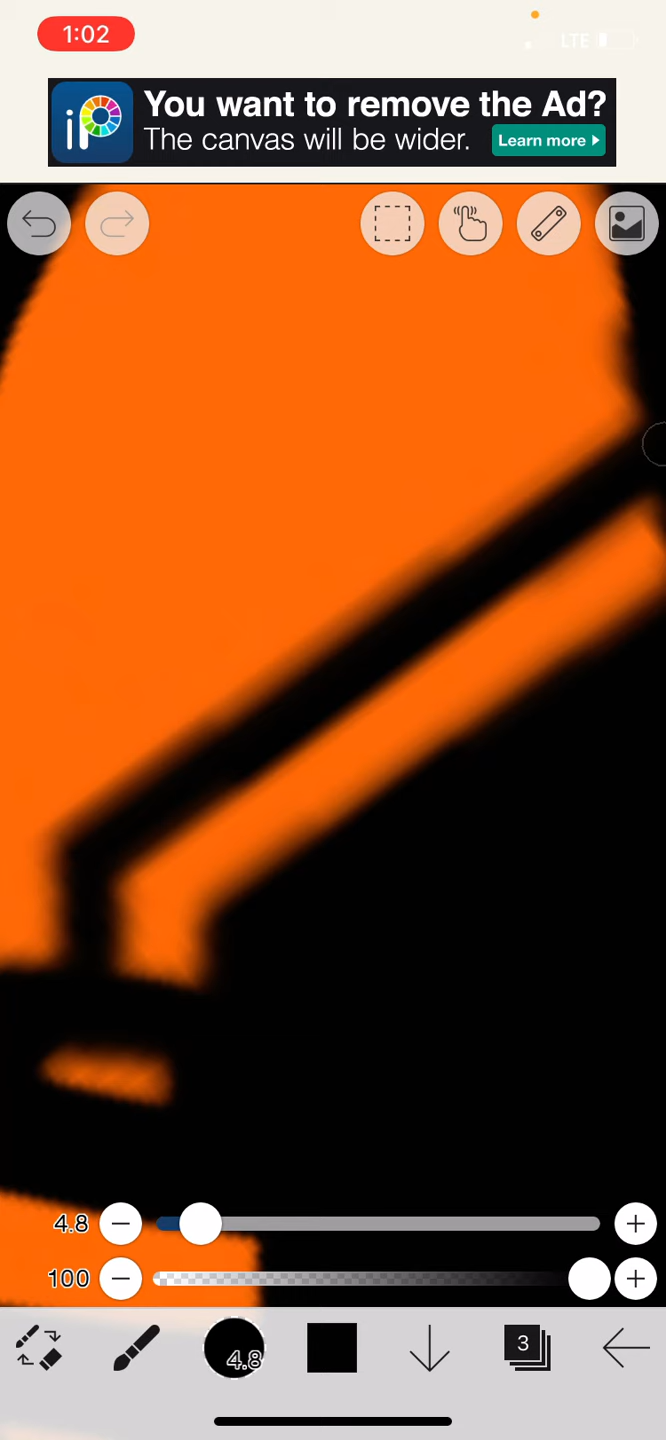 1:02
LTE
iP
You want to remove the Ad?
The canvas will be wider.
Learn more
4.8
100
4.8
3